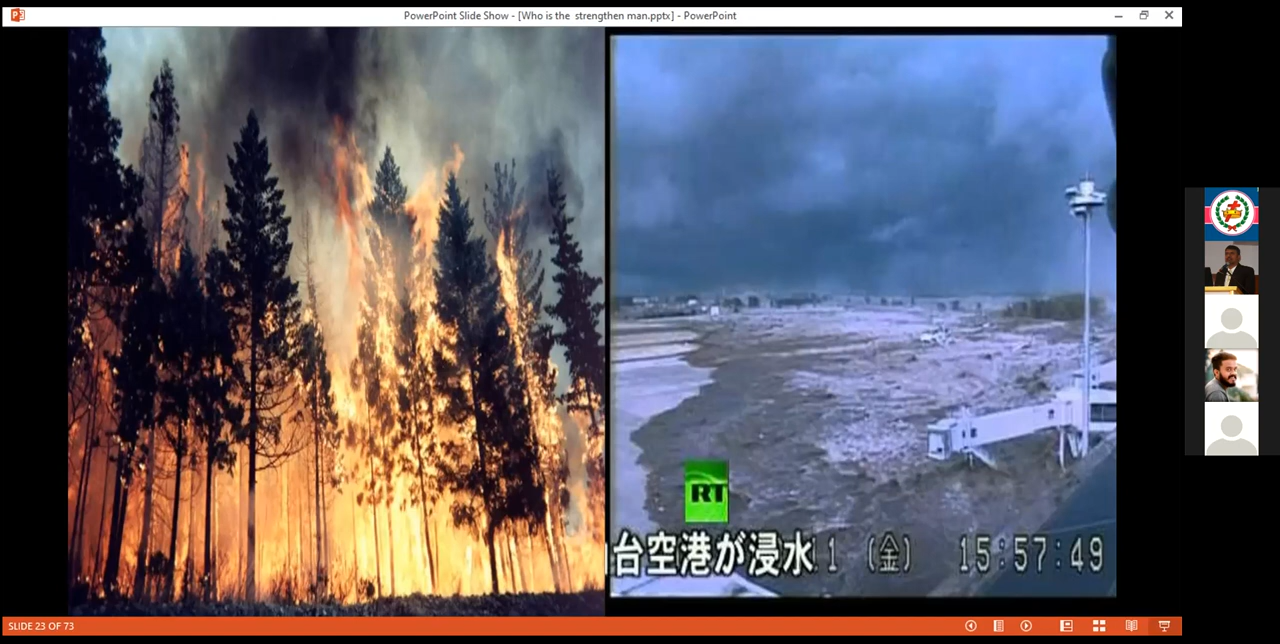 PowerPoint Slide Show - [Who is the  strengthen man.pptx] - PowerPoint
RT
台空港が浸水
1 (金) 15:57:49
SLIDE 23 OF 73